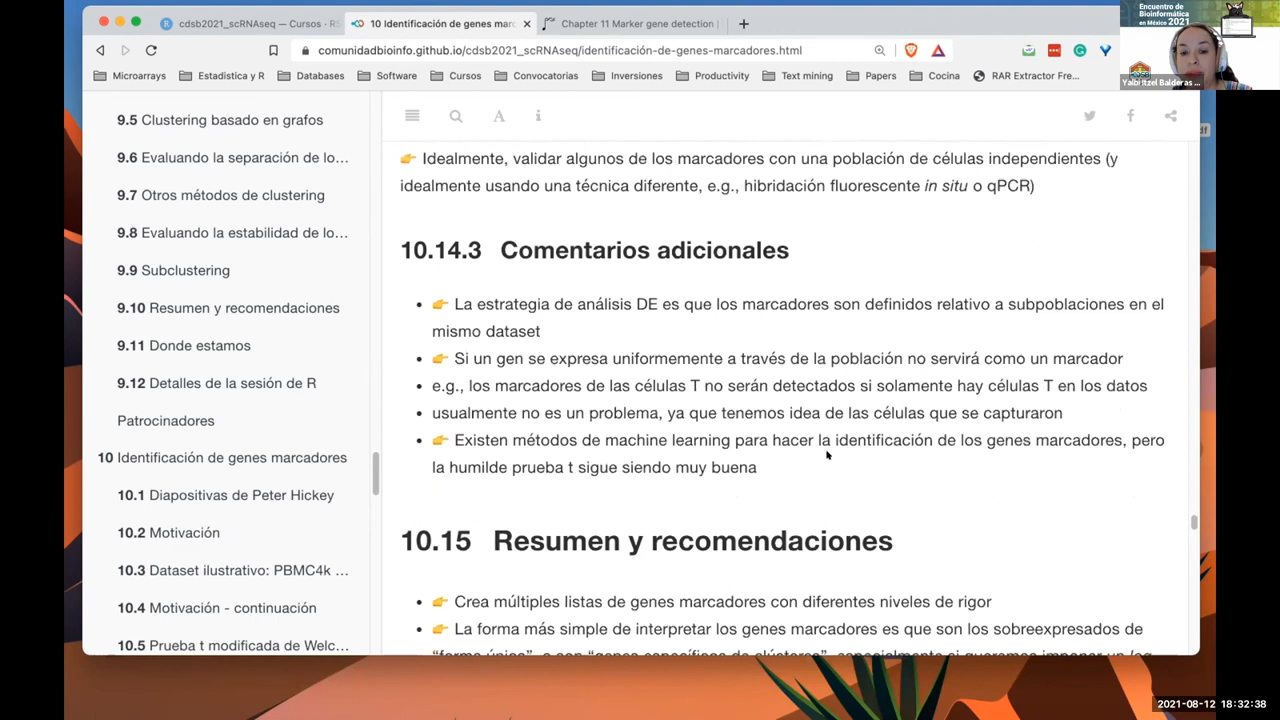 cdsb2021_scRNAseq — Cursos · RS
10 Identificación de genes marc
Chapter 11 Marker gene detection |
comunidadbioinfo.github.io/cdsb2021_scRNAseq/identificación-de-genes-marcadores.html
Microarrays
Estadistica y R
Databases
Software
Cursos
Convocatorias
Inversiones
Productivity
Text mining
Papers
Cocina
RAR Extractor Fre...
Encuentro de
Bioinformática
en México 2021
Yalbi Itzel Balderas ...
9.5 Clustering basado en grafos
9.6 Evaluando la separación de lo...
9.7 Otros métodos de clustering
9.8 Evaluando la estabilidad de lo...
9.9 Subclustering
9.10 Resumen y recomendaciones
9.11 Donde estamos
9.12 Detalles de la sesión de R
Patrocinadores
10 Identificación de genes marcadores
10.1 Diapositivas de Peter Hickey
10.2 Motivación
10.3 Dataset ilustrativo: PBMC4k ...
10.4 Motivación - continuación
10.5 Prueba t modificada de Welc...
👉 Idealmente, validar algunos de los marcadores con una población de células independientes (y
idealmente usando una técnica diferente, e.g., hibridación fluorescente in situ o qPCR)
10.14.3 Comentarios adicionales
• 👉 La estrategia de análisis DE es que los marcadores son definidos relativo a subpoblaciones en el
mismo dataset
• 👉 Si un gen se expresa uniformemente a través de la población no servirá como un marcador
• e.g., los marcadores de las células T no serán detectados si solamente hay células T en los datos
• usualmente no es un problema, ya que tenemos idea de las células que se capturaron
• 👉 Existen métodos de machine learning para hacer la identificación de los genes marcadores, pero
la humilde prueba t sigue siendo muy buena
10.15 Resumen y recomendaciones
• 👉 Crea múltiples listas de genes marcadores con diferentes niveles de rigor
• 👉 La forma más simple de interpretar los genes marcadores es que son los sobreexpresados de
2021-08-12 18:32:38